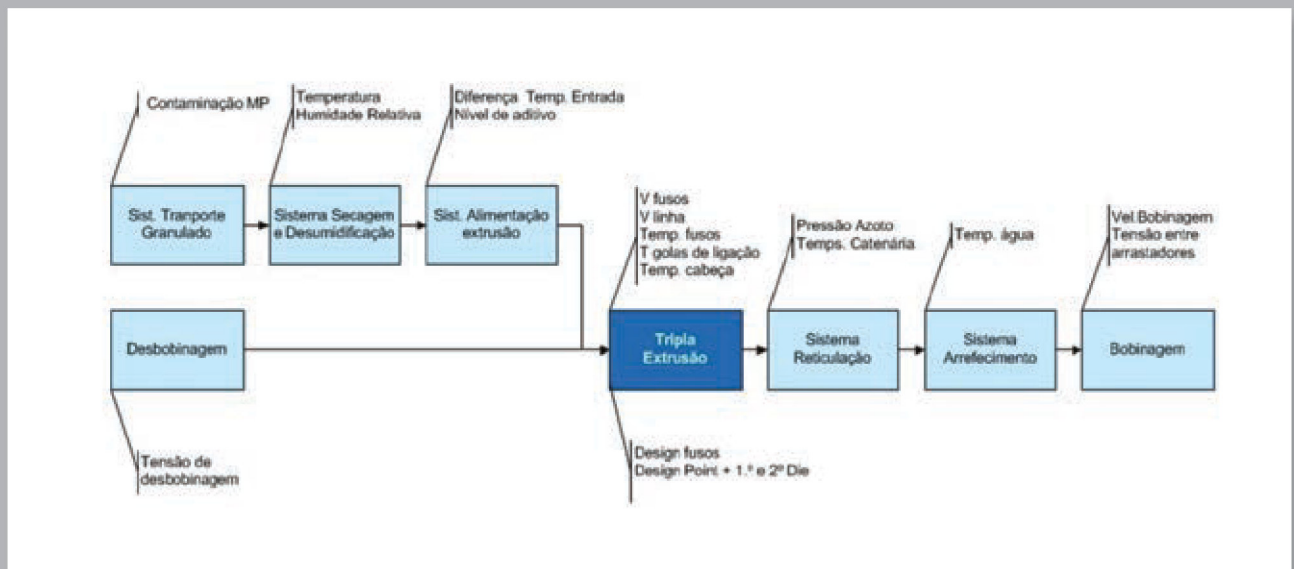 Contaminação MP
Temperatura
Humidade Relativa
Diferença Temp. Entrada
Nível de aditivo
Sist. Tranporte
Granulado
Sistema Secagem
e Desumidificação
Sist. Alimentação
extrusão
V fusos
V linha
Temp. fusos
T golas de ligação
Temp. cabeça
Pressão Azoto
Temps. Catenária
Temp. água
Vel.Bobinagem
Tensão entre
arrastadores
Desbobinagem
Tripla
Extrusão
Sistema
Reticulação
Sistema
Arrefecimento
Bobinagem
Tensão de
desbobinagem
Design fusos
Design Point + 1.º e 2º Die